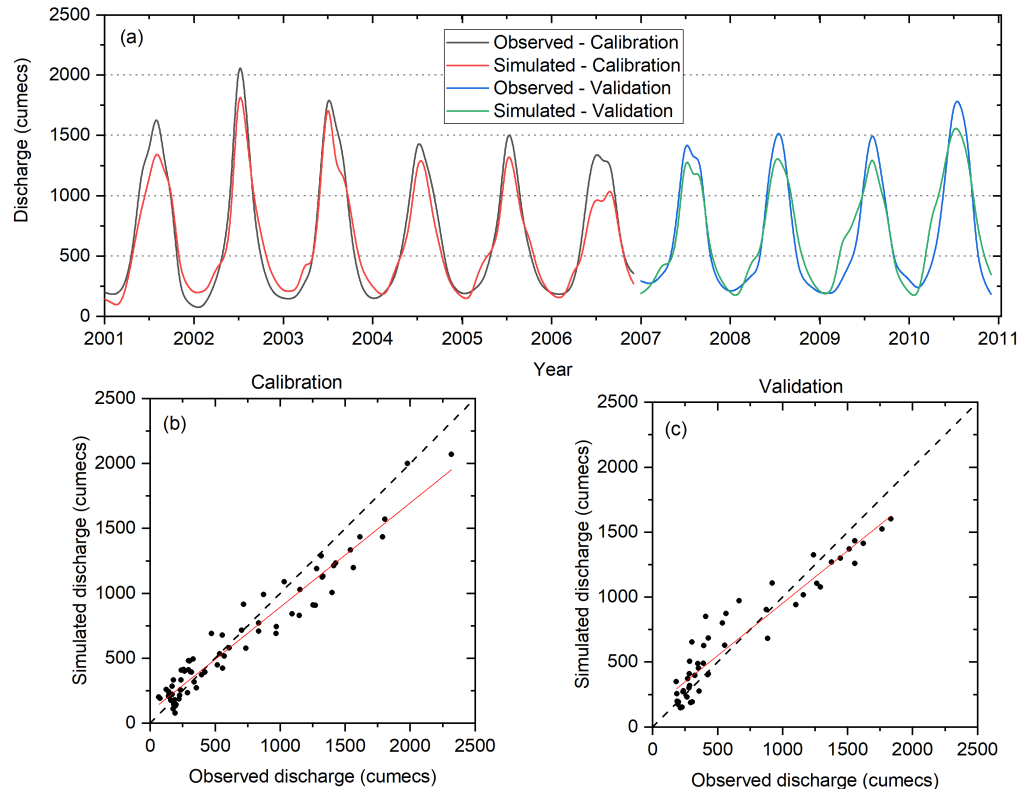 2500
2000
1500
1000
500
0
Discharge (cumecs)
(a)
Observed - Calibration
Simulated - Calibration
Observed - Validation
Simulated - Validation
2001 2002 2003 2004 2005 2006 2007 2008 2009 2010 2011
Year
Calibration
2500
2000
1500
1000
500
0
Simulated discharge (cumecs)
(b)
0 500 1000 1500 2000 2500
Observed discharge (cumecs)
Validation
2500
2000
1500
1000
500
0
Simulated discharge (cumecs)
(c)
0 500 1000 1500 2000 2500
Observed discharge (cumecs)